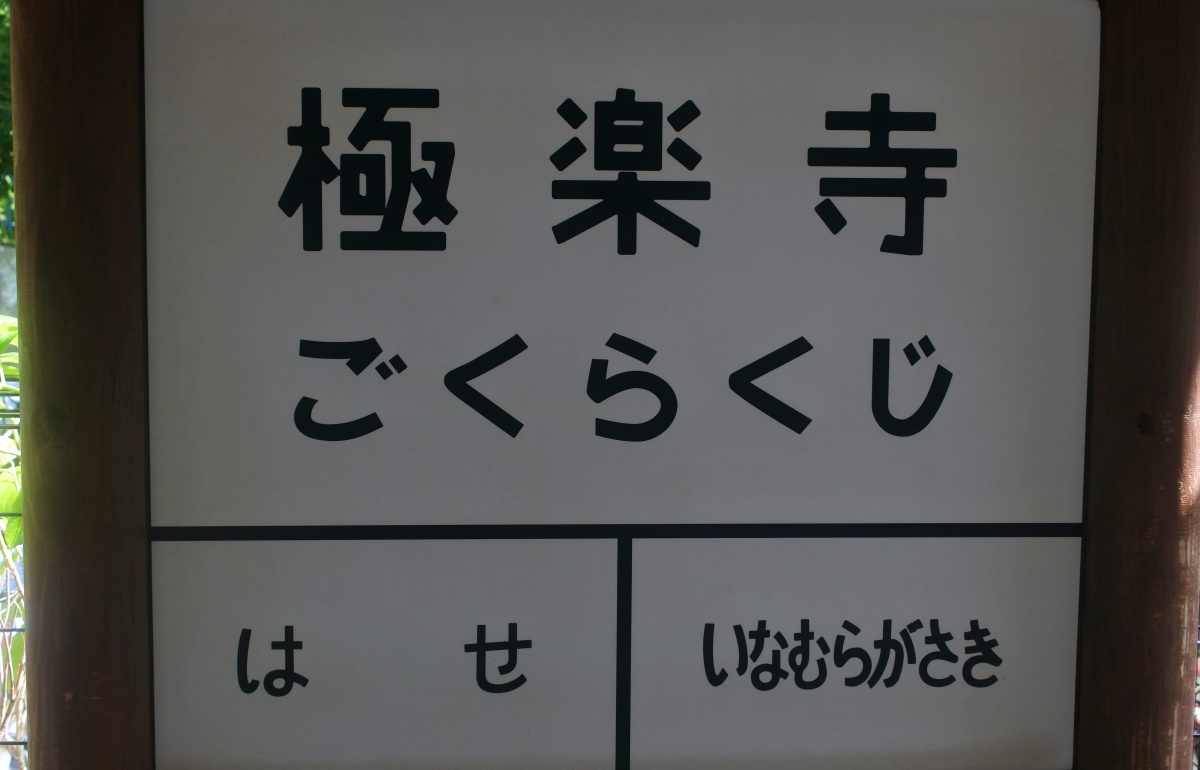 極楽寺
ごくらくじ
はせ
いなむらがさき